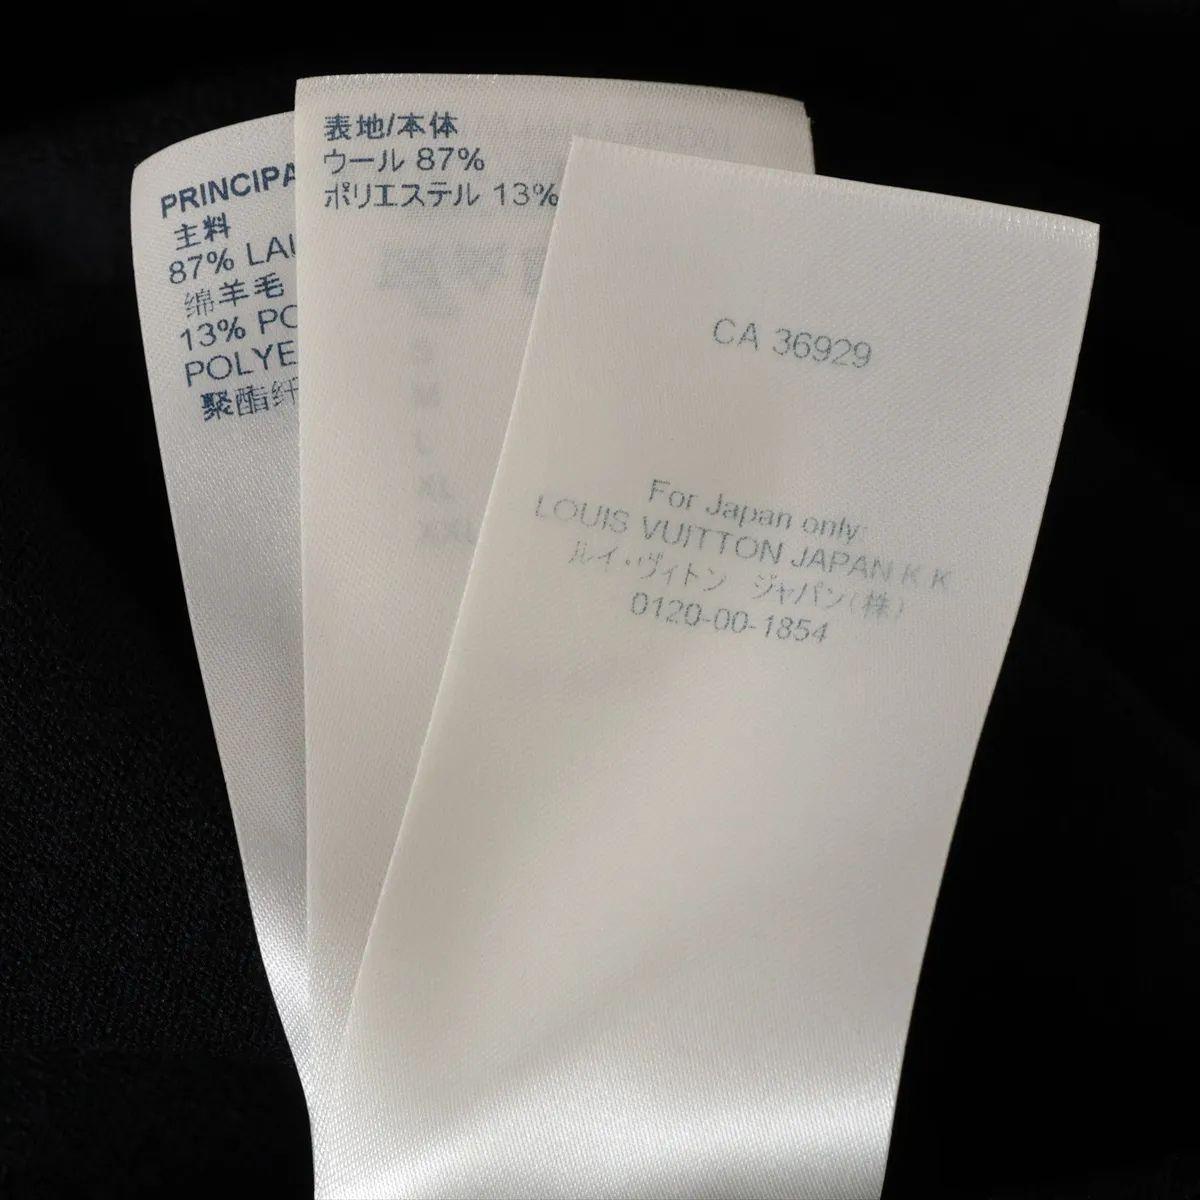 PRINCIPA
主料
87% LAU
绵羊毛
13% PO
POLYE
聚酯纤
表地/本体
ウール 87%
ポリエステル 13%
CA 36929
For Japan only:
LOUIS VUITTON JAPAN K K
ルイ・ヴィトン ジャパン(株)
0120-00-1854